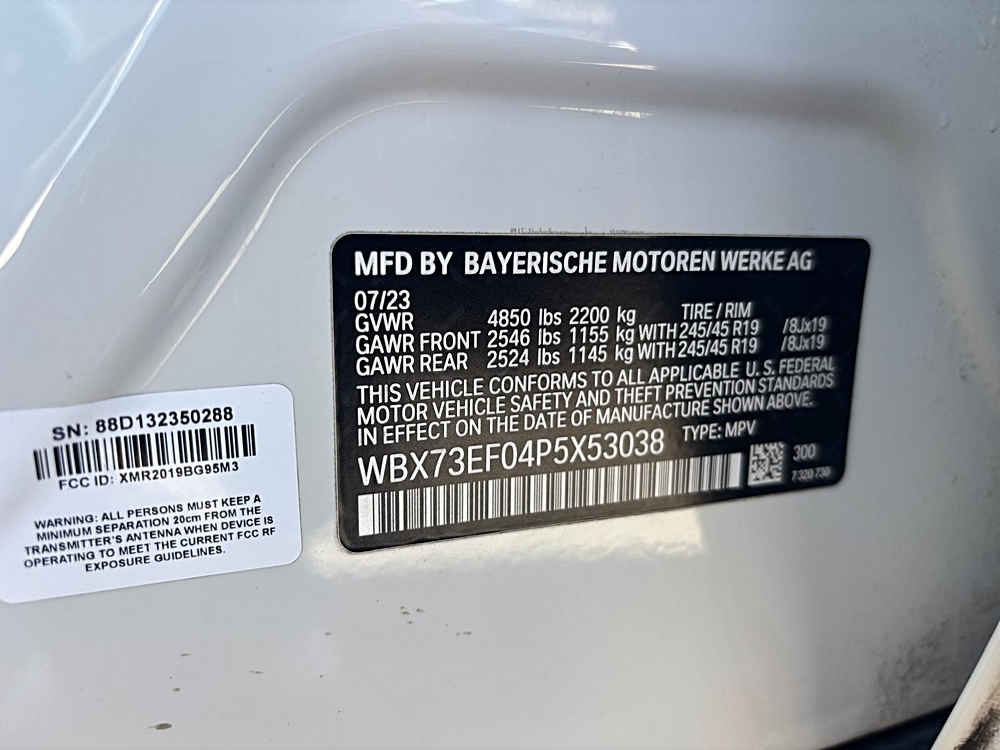 MFD BY BAYERISCHE MOTOREN WERKE AG
07/23
GVWR 4850 lbs 2200 kg TIRE / RIM
GAWR FRONT 2546 lbs 1155 kg WITH 245/45 R19 /8Jx19
GAWR REAR 2524 lbs 1145 kg WITH 245/45 R19 /8Jx19
THIS VEHICLE CONFORMS TO ALL APPLICABLE U.S. FEDERAL
MOTOR VEHICLE SAFETY AND THEFT PREVENTION STANDARDS
IN EFFECT ON THE DATE OF MANUFACTURE SHOWN ABOVE.
WBX73EF04P5X53038 TYPE: MPV
300
7 320 730
SN: 88D132350288
FCC ID: XMR2019BG95M3
WARNING: ALL PERSONS MUST KEEP A
MINIMUM SEPARATION 20cm FROM THE
TRANSMITTER'S ANTENNA WHEN DEVICE IS
OPERATING TO MEET THE CURRENT FCC RF
EXPOSURE GUIDELINES.